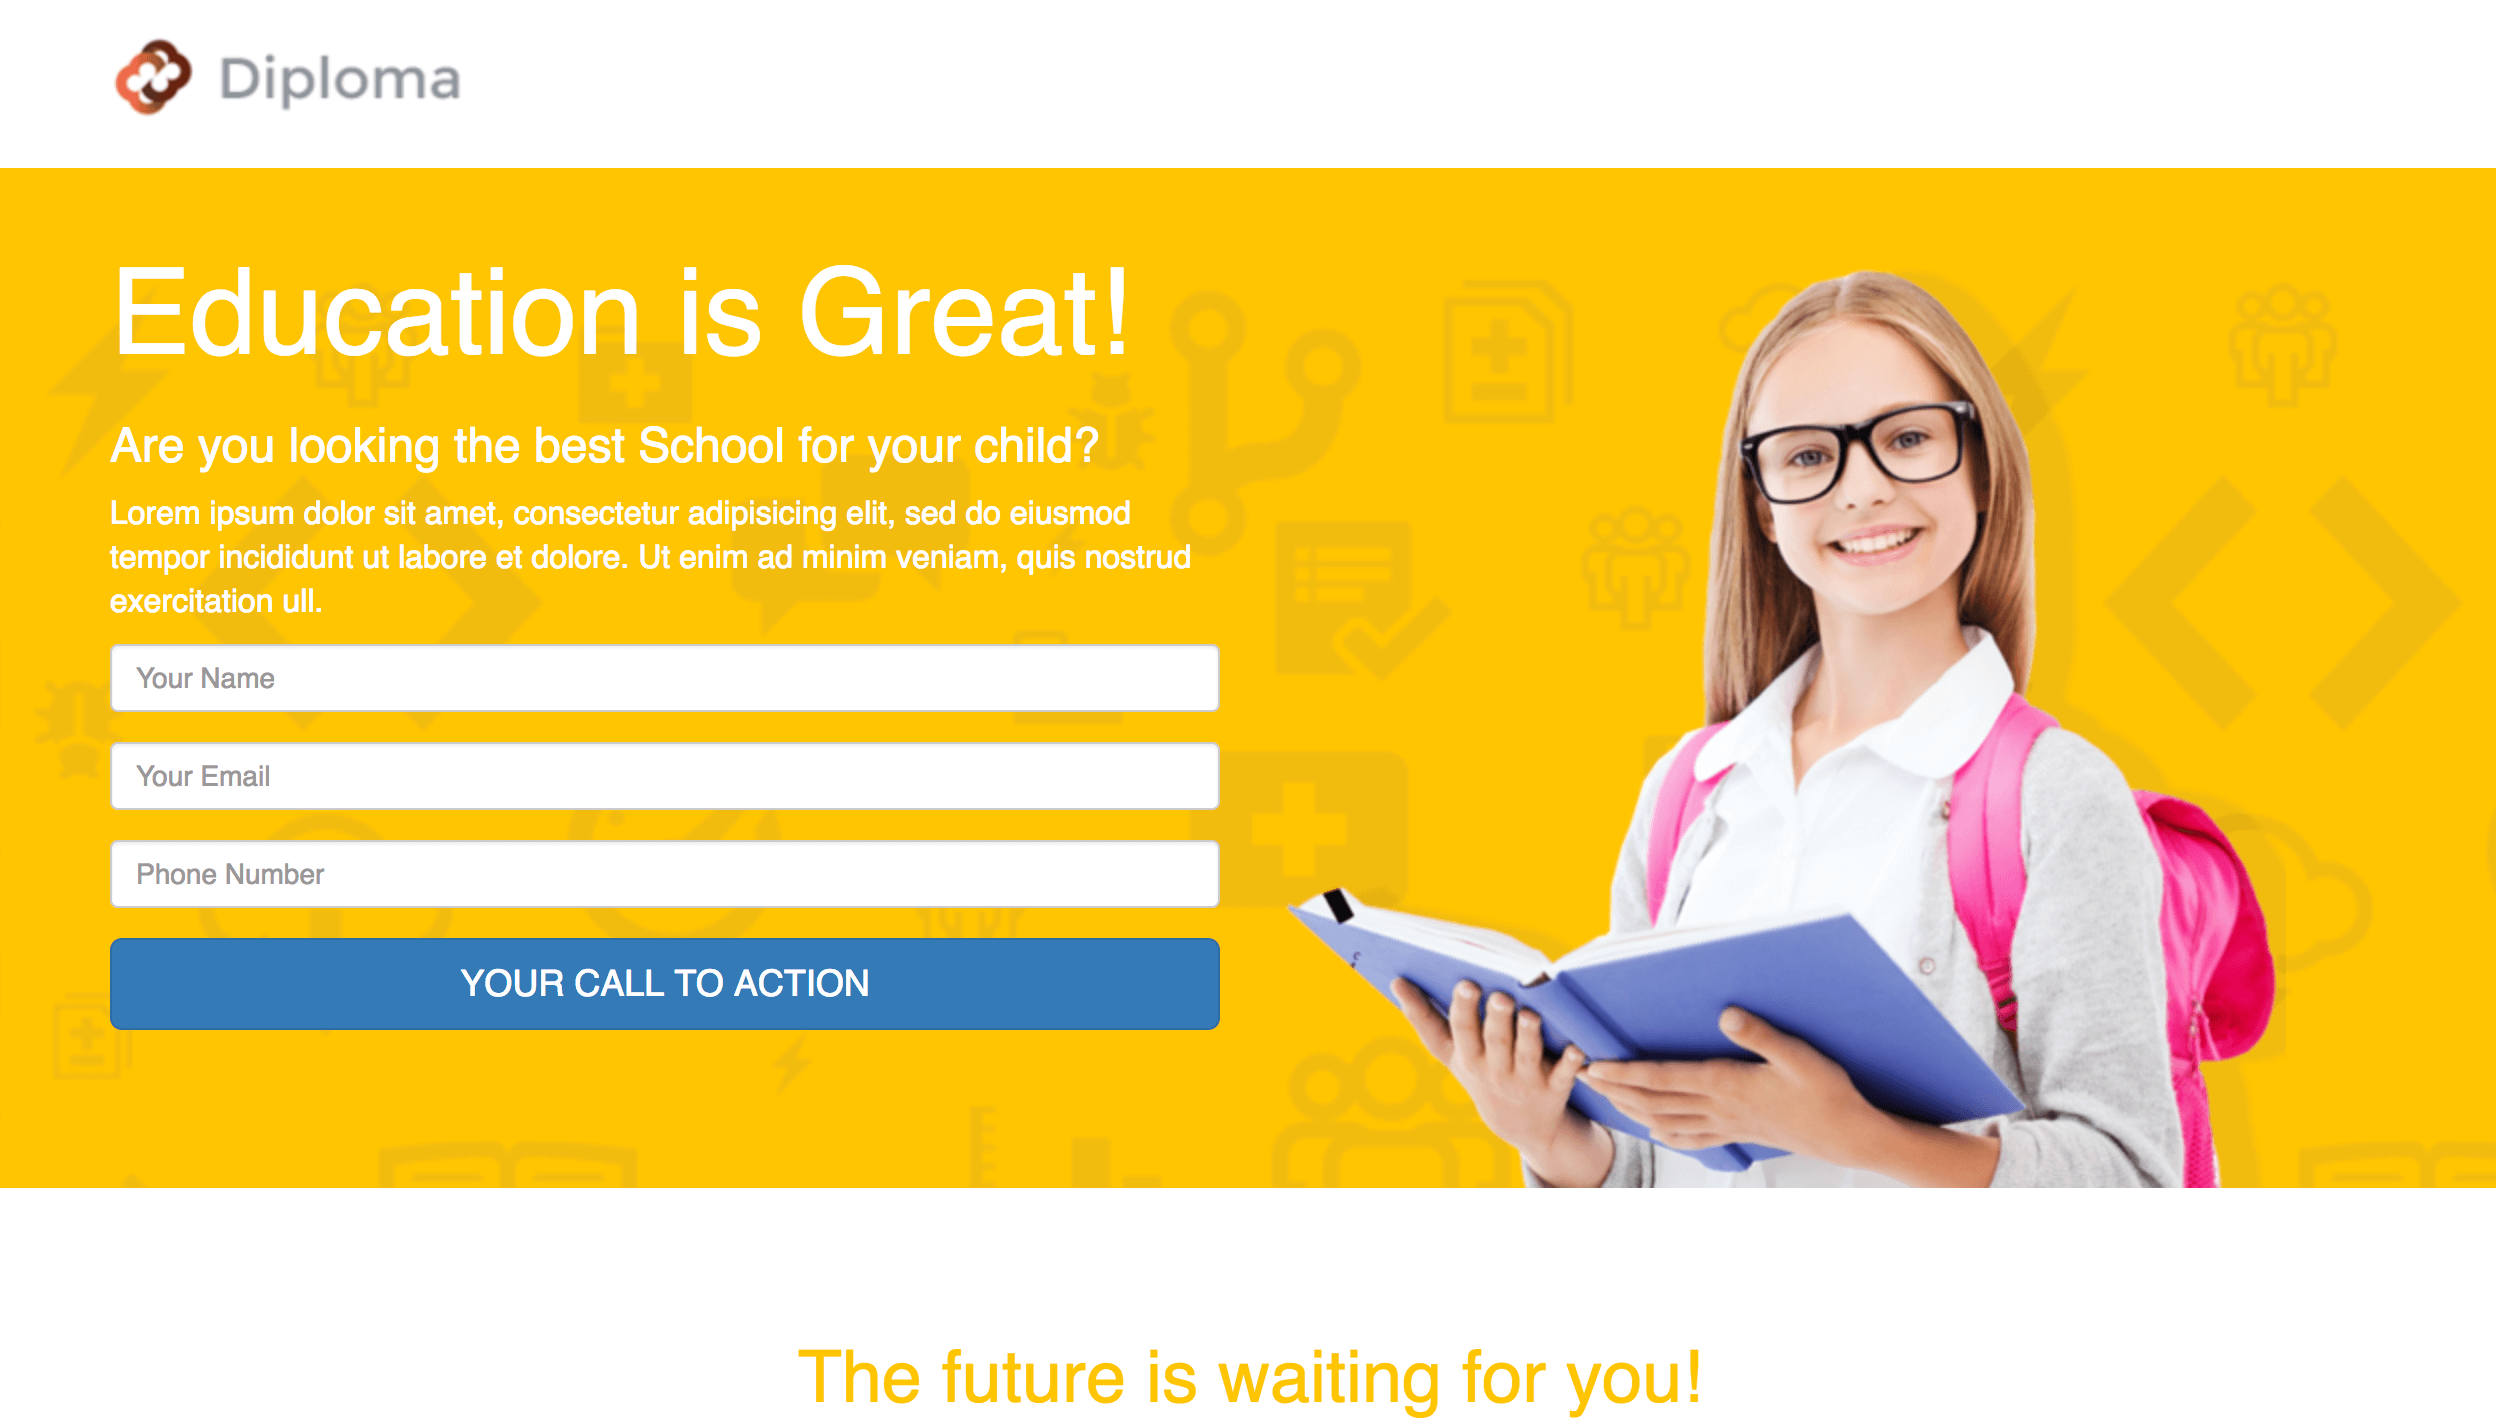 Diploma
Education is Great!
Are you looking the best School for your child?
Lorem ipsum dolor sit amet, consectetur adipisicing elit, sed do eiusmod
tempor incididunt ut labore et dolore. Ut enim ad minim veniam, quis nostrud
exercitation ull.
Your Name
Your Email
Phone Number
YOUR CALL TO ACTION
The future is waiting for you!